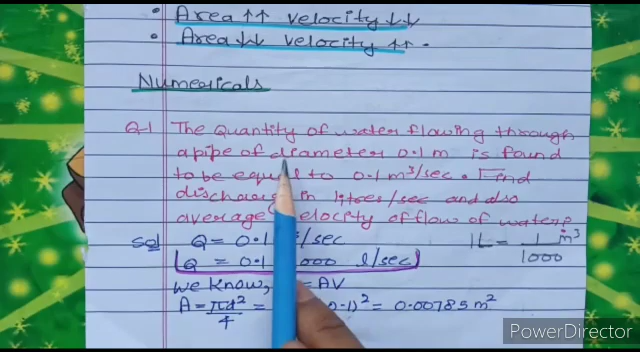 • Area ↑↑ velocity ↓↓
• Area ↓↓ velocity ↑↑ .
Numericals
Q-1 The Quantity of water flowing through
a pipe of diameter 0.1 m is found
to be to 0.1 m³/sec . Find
in litres/sec and also
average of flow of water?
Sol Q = 0.1 /sec 1L = 1/1000 m³
Q = 0.1 000 l/sec
we know, = AV
A = πd²/4 = 0.1)² = 0.00785 m²
PowerDirector